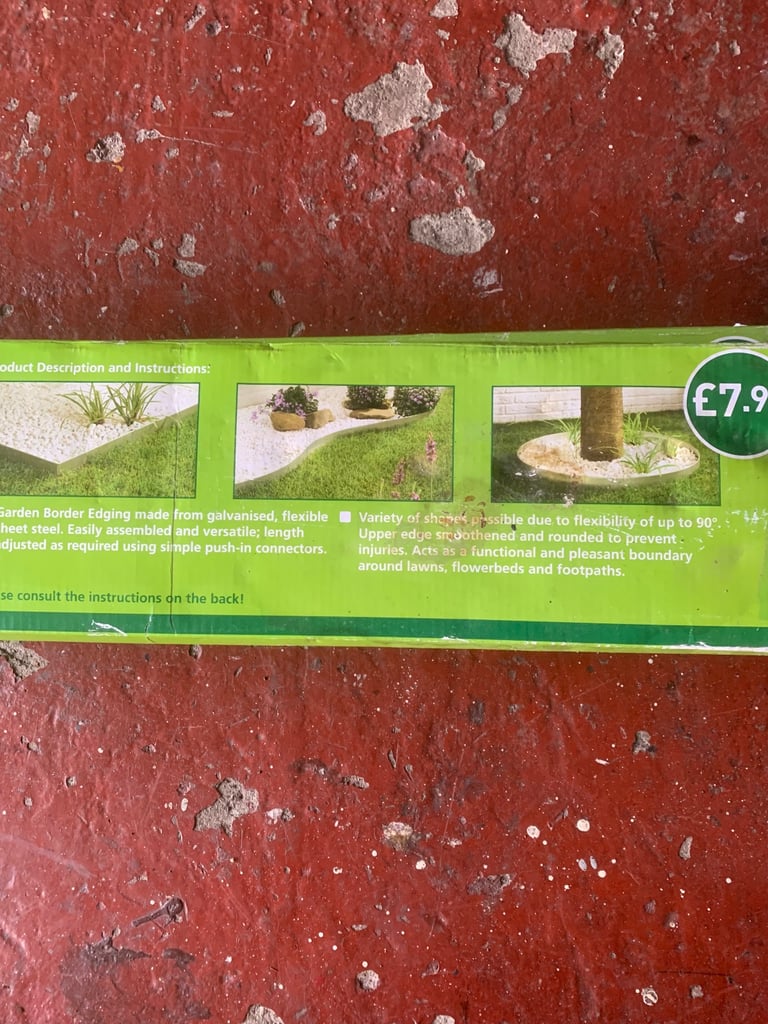 oduct Description and Instructions:
£7.9
Garden Border Edging made from galvanised, flexible
heet steel. Easily assembled and versatile; length
adjusted as required using simple push-in connectors.
Variety of shapes possible due to flexibility of up to 90°.
Upper edge smoothened and rounded to prevent
injuries. Acts as a functional and pleasant boundary
around lawns, flowerbeds and footpaths.
se consult the instructions on the back!